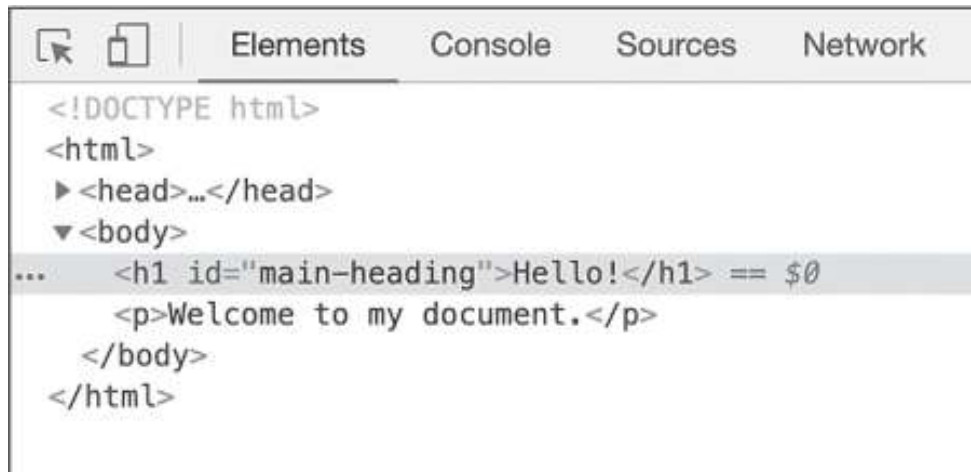 Elements Console Sources Network
<!DOCTYPE html>
<html>
<head>…</head>
<body>
... <h1 id="main-heading">Hello!</h1> == $0
<p>Welcome to my document.</p>
</body>
</html>